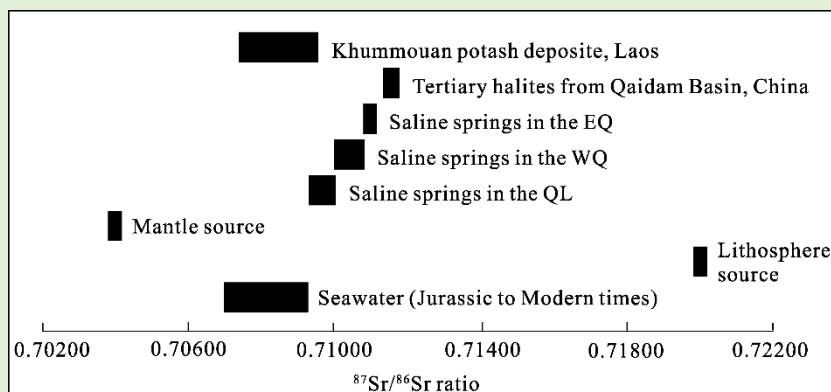 Khummouan potash deposite, Laos
Tertiary halites from Qaidam Basin, China
Saline springs in the EQ
Saline springs in the WQ
Saline springs in the QL
Mantle source
Lithosphere
source
Seawater (Jurassic to Modern times)
0.70200 0.70600 0.71000 0.71400 0.71800 0.72200
⁸⁷Sr/⁸⁶Sr ratio